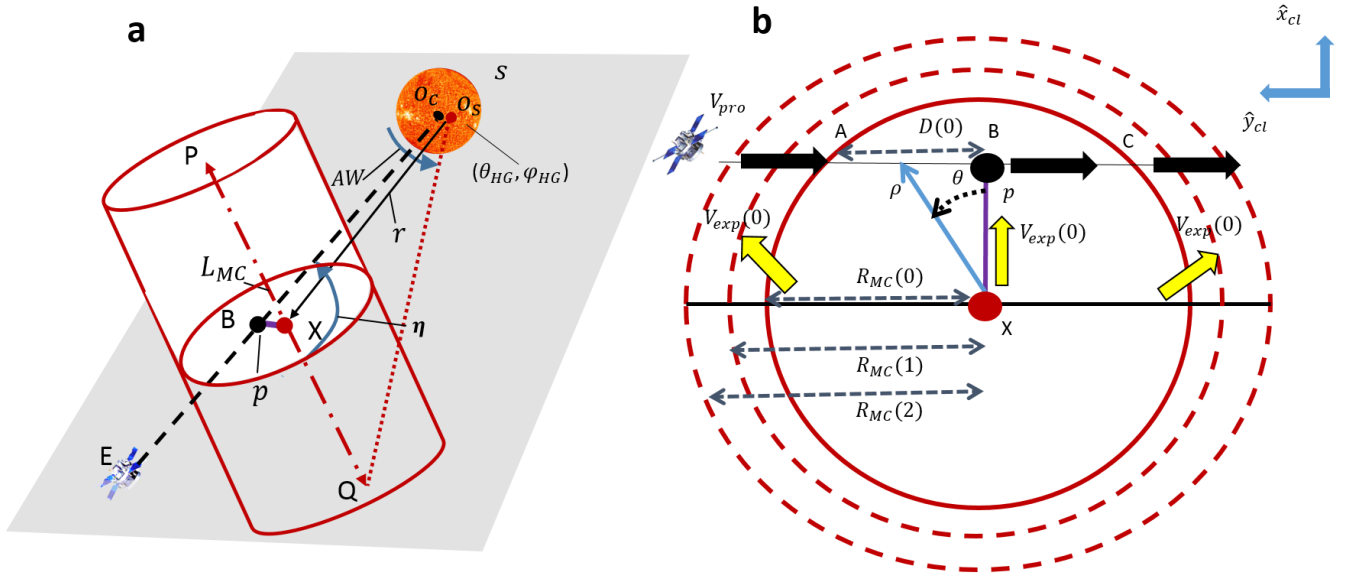 a
S
O_C
O_S
P
AW
(θ_HG, φ_HG)
r
L_MC
B
X
η
p
E
Q
b
x̂_cl
V_pro
A
D(0)
B
C
ŷ_cl
ρ
θ
p
V_exp(0)
V_exp(0)
V_exp(0)
R_MC(0)
X
R_MC(1)
R_MC(2)